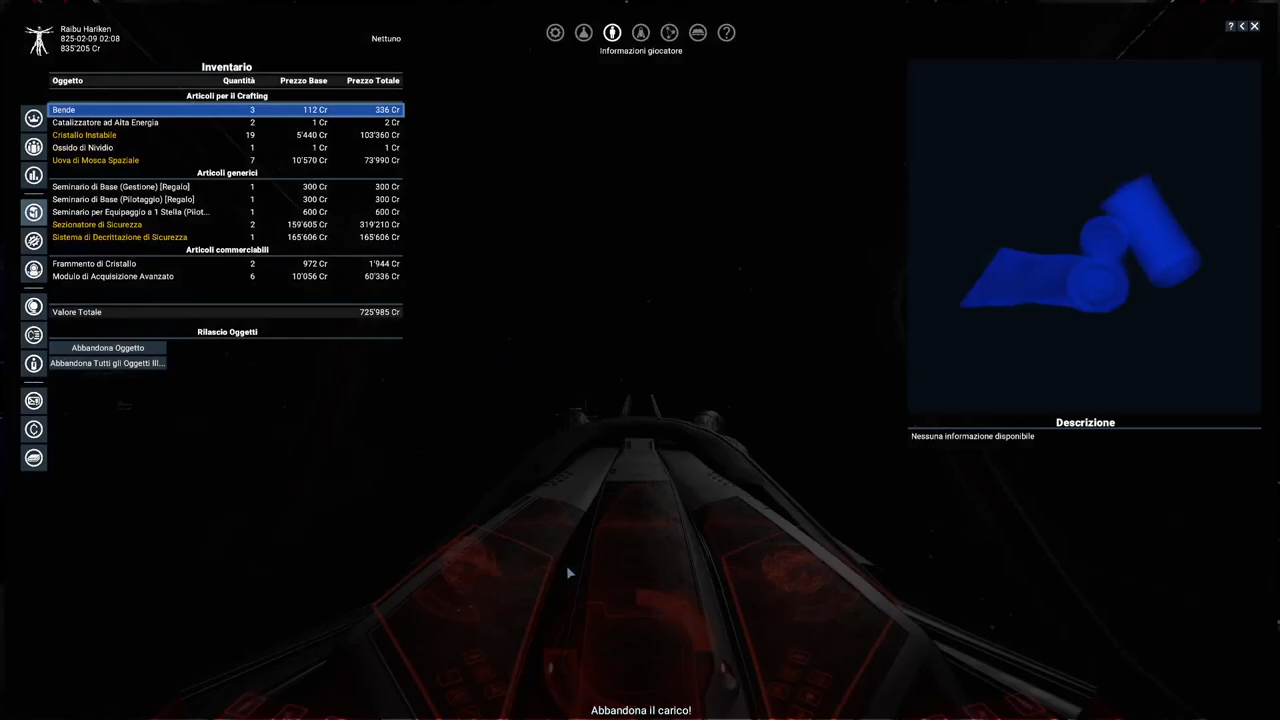 Raibu Hariken
825-02-09 02:08
835'205 Cr
Nettuno
Informazioni giocatore
? < X
Inventario
Oggetto Quantità Prezzo Base Prezzo Totale
Articoli per il Crafting
Bende 3 112 Cr 336 Cr
Catalizzatore ad Alta Energia 2 1 Cr 2 Cr
Cristallo Instabile 19 5'440 Cr 103'360 Cr
Ossido di Nividio 1 1 Cr 1 Cr
Uova di Mosca Spaziale 7 10'570 Cr 73'990 Cr
Articoli generici
Seminario di Base (Gestione) [Regalo] 1 300 Cr 300 Cr
Seminario di Base (Pilotaggio) [Regalo] 1 300 Cr 300 Cr
Seminario per Equipaggio a 1 Stella (Pilot... 1 600 Cr 600 Cr
Sezionatore di Sicurezza 2 159'605 Cr 319'210 Cr
Sistema di Decrittazione di Sicurezza 1 165'606 Cr 165'606 Cr
Articoli commerciabili
Frammento di Cristallo 2 972 Cr 1'944 Cr
Modulo di Acquisizione Avanzato 6 10'056 Cr 60'336 Cr
Valore Totale 725'985 Cr
Rilascio Oggetti
Abbandona Oggetto
Abbandona Tutti gli Oggetti Ill...
Descrizione
Nessuna informazione disponibile
Abbandona il carico!